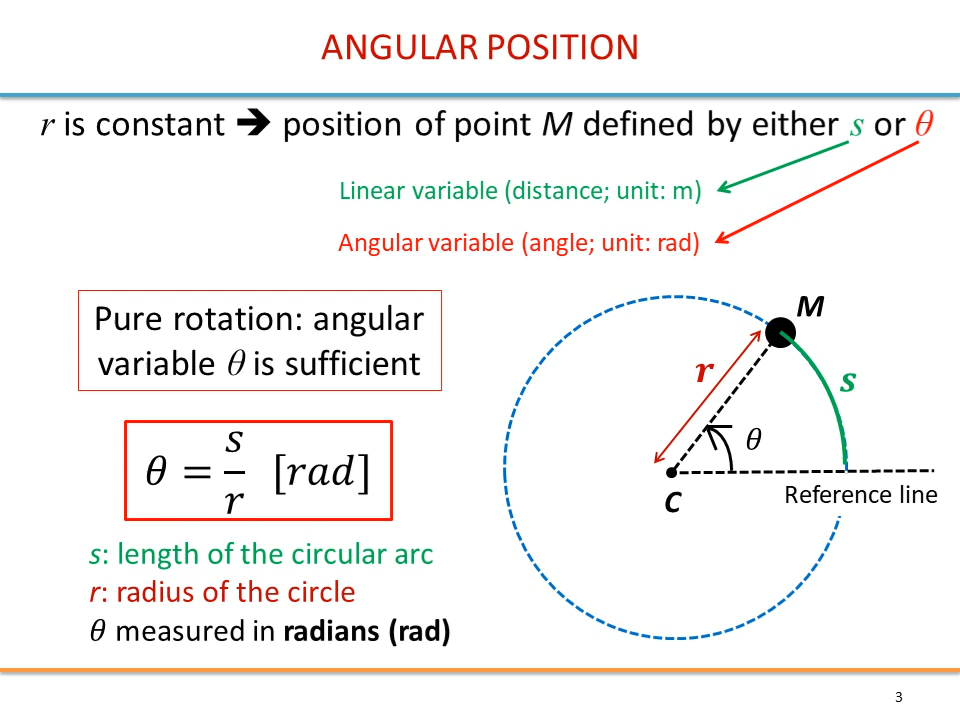 ANGULAR POSITION
r is constant 🡺 position of point M defined by either s or θ
Linear variable (distance; unit: m)
Angular variable (angle; unit: rad)
Pure rotation: angular
variable θ is sufficient
θ = s/r [rad]
s: length of the circular arc
r: radius of the circle
θ measured in radians (rad)
M
r
s
θ
C
Reference line
3